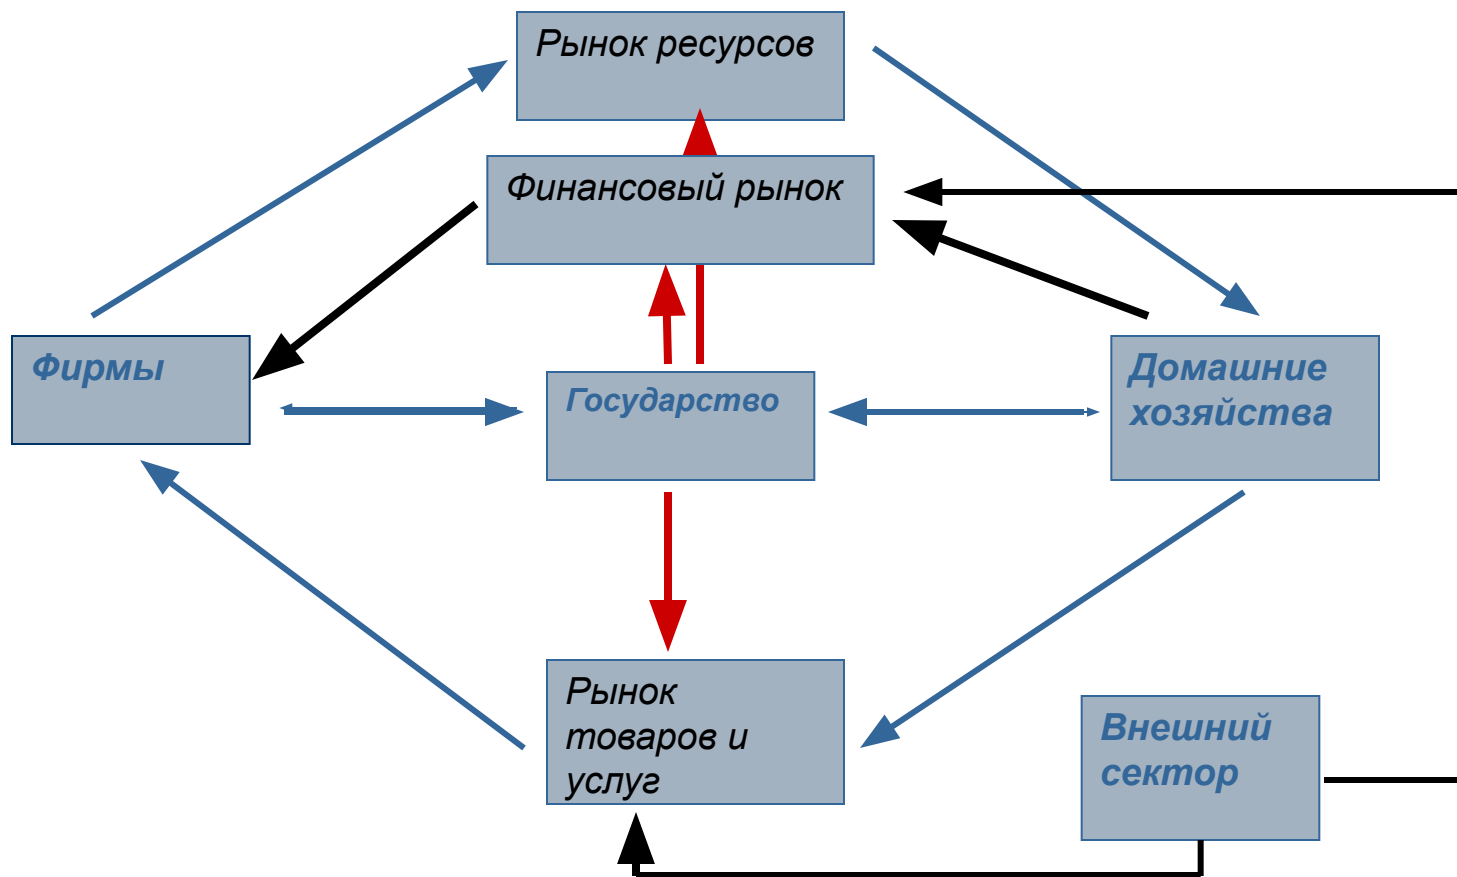 Рынок ресурсов
Финансовый рынок
Фирмы
Государство
Домашние
хозяйства
Рынок
товаров и
услуг
Внешний
сектор